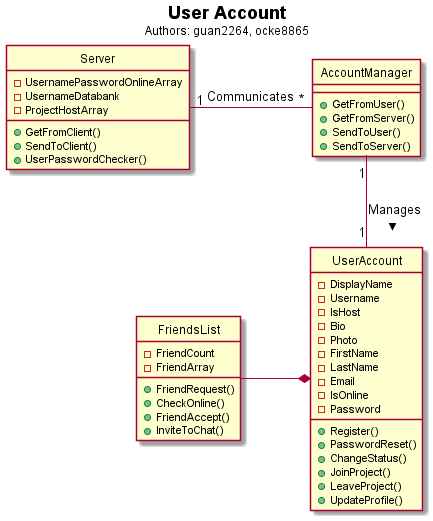 User Account
Authors: guan2264, ocke8865
Server
UsernamePasswordOnlineArray
UsernameDatabank
ProjectHostArray
GetFromClient()
SendToClient()
UserPasswordChecker()
1 Communicates *
AccountManager
GetFromUser()
GetFromServer()
SendToUser()
SendToServer()
1
Manages
1
UserAccount
DisplayName
Username
IsHost
Bio
Photo
FirstName
LastName
Email
IsOnline
Password
Register()
PasswordReset()
ChangeStatus()
JoinProject()
LeaveProject()
UpdateProfile()
FriendsList
FriendCount
FriendArray
FriendRequest()
CheckOnline()
FriendAccept()
InviteToChat()